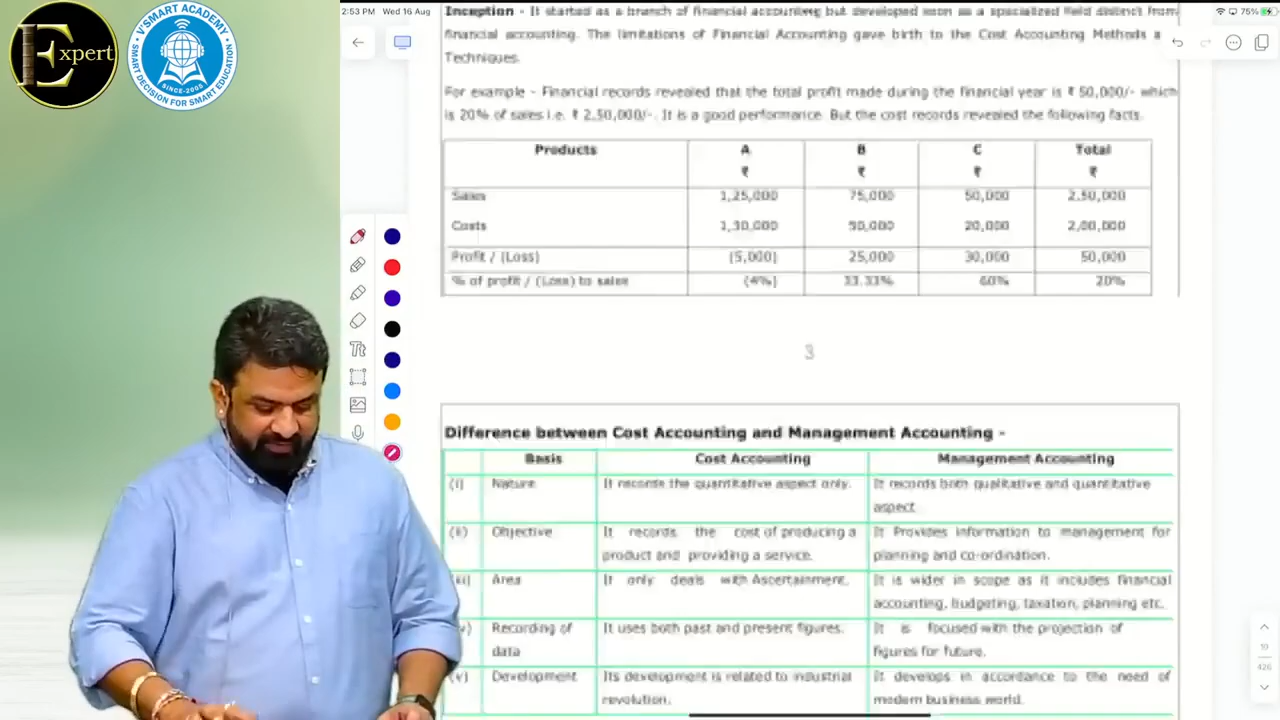 Expert
V'SMART ACADEMY
SINCE-2005
SMART DECISION FOR SMART EDUCATION
2:53 PM Wed 16 Aug
75%
Inception - It started as a branch of financial accounting but developed soon as a specialized field distinct from
financial accounting. The limitations of Financial Accounting gave birth to the Cost Accounting Methods a
Techniques.
For example - Financial records revealed that the total profit made during the financial year is ₹ 50,000/- which
is 20% of sales i.e. ₹ 2,50,000/-. It is a good performance. But the cost records revealed the following facts.
Products A B C Total
₹ ₹ ₹ ₹
Sales 1,25,000 75,000 50,000 2,50,000
Costs 1,30,000 50,000 20,000 2,00,000
Profit / (Loss) (5,000) 25,000 30,000 50,000
% of profit / (Loss) to sales (4%) 33.33% 60% 20%
3
Difference between Cost Accounting and Management Accounting -
Basis Cost Accounting Management Accounting
(i) Nature It records the quantitative aspect only. It records both qualitative and quantitative
aspect.
(ii) Objective It records the cost of producing a It Provides information to management for
product and providing a service. planning and co-ordination.
iii) Area It only deals with Ascertainment. It is wider in scope as it includes financial
accounting, budgeting, taxation, planning etc.
v) Recording of It uses both past and present figures. It is focused with the projection of
data figures for future.
(v) Development Its development is related to industrial It develops in accordance to the need of
revolution. modern business world.
Tt
10
426